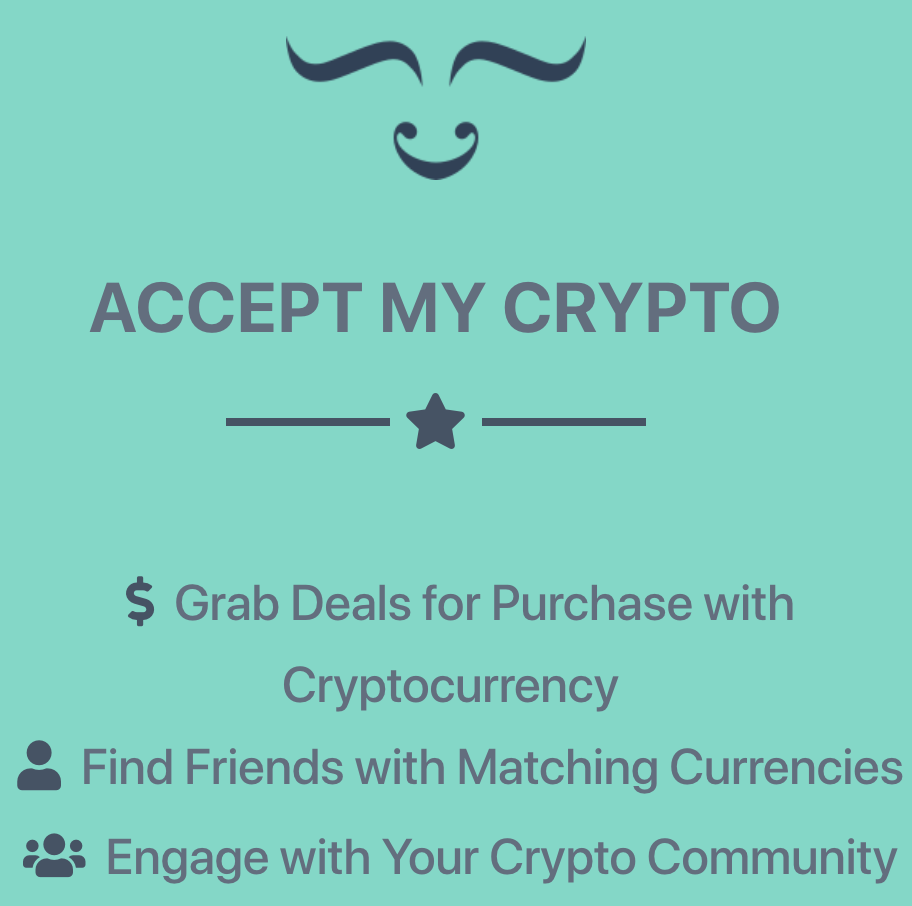 ACCEPT MY CRYPTO
$ Grab Deals for Purchase with
Cryptocurrency
Find Friends with Matching Currencies
Engage with Your Crypto Community